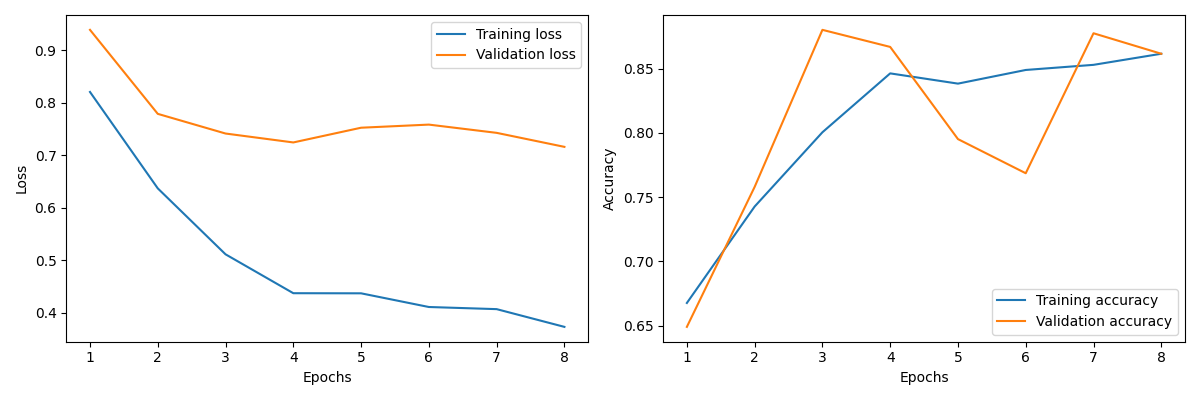 Training loss
Validation loss
0.9
0.8
0.7
0.6
0.5
0.4
Loss
1 2 3 4 5 6 7 8
Epochs
0.85
0.80
0.75
0.70
0.65
Accuracy
Training accuracy
Validation accuracy
1 2 3 4 5 6 7 8
Epochs